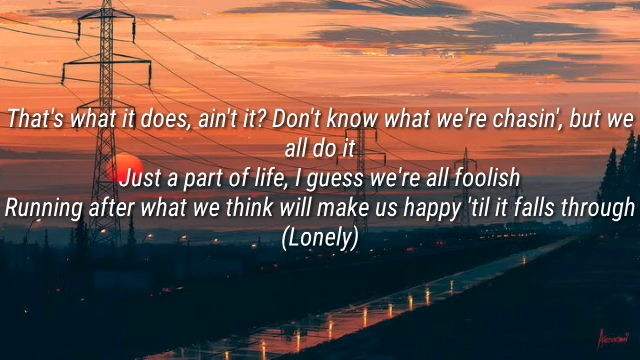 That's what it does, ain't it? Don't know what we're chasin', but we
all do it
Just a part of life, I guess we're all foolish
Running after what we think will make us happy 'til it falls through
(Lonely)